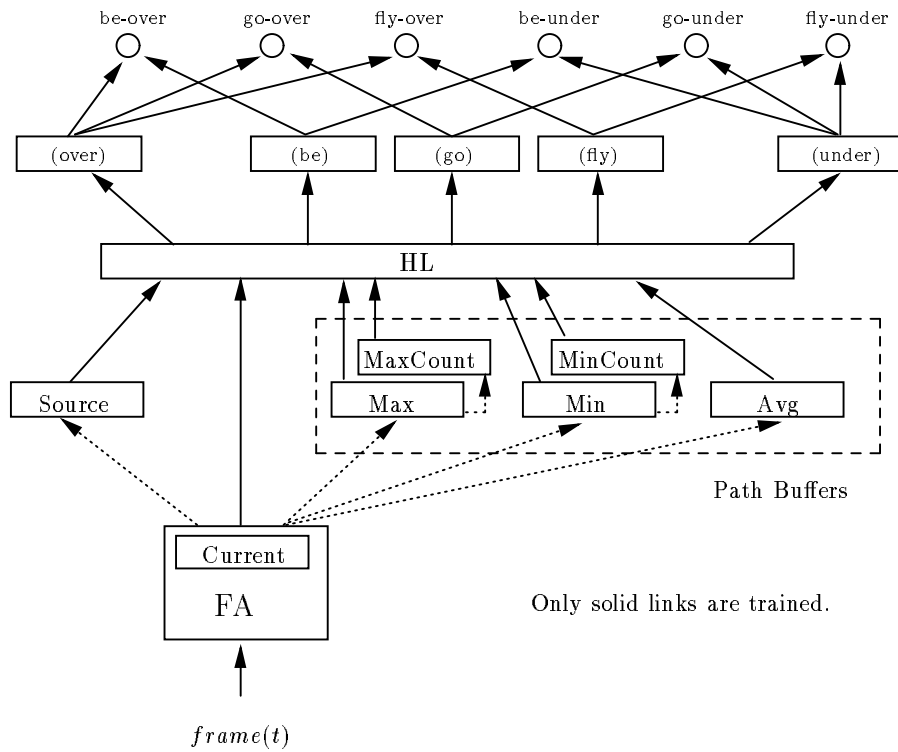 be-over go-over fly-over be-under go-under fly-under
(over) (be) (go) (fly) (under)
HL
MaxCount MinCount
Source Max Min Avg
Path Buffers
Current
FA
Only solid links are trained.
frame(t)